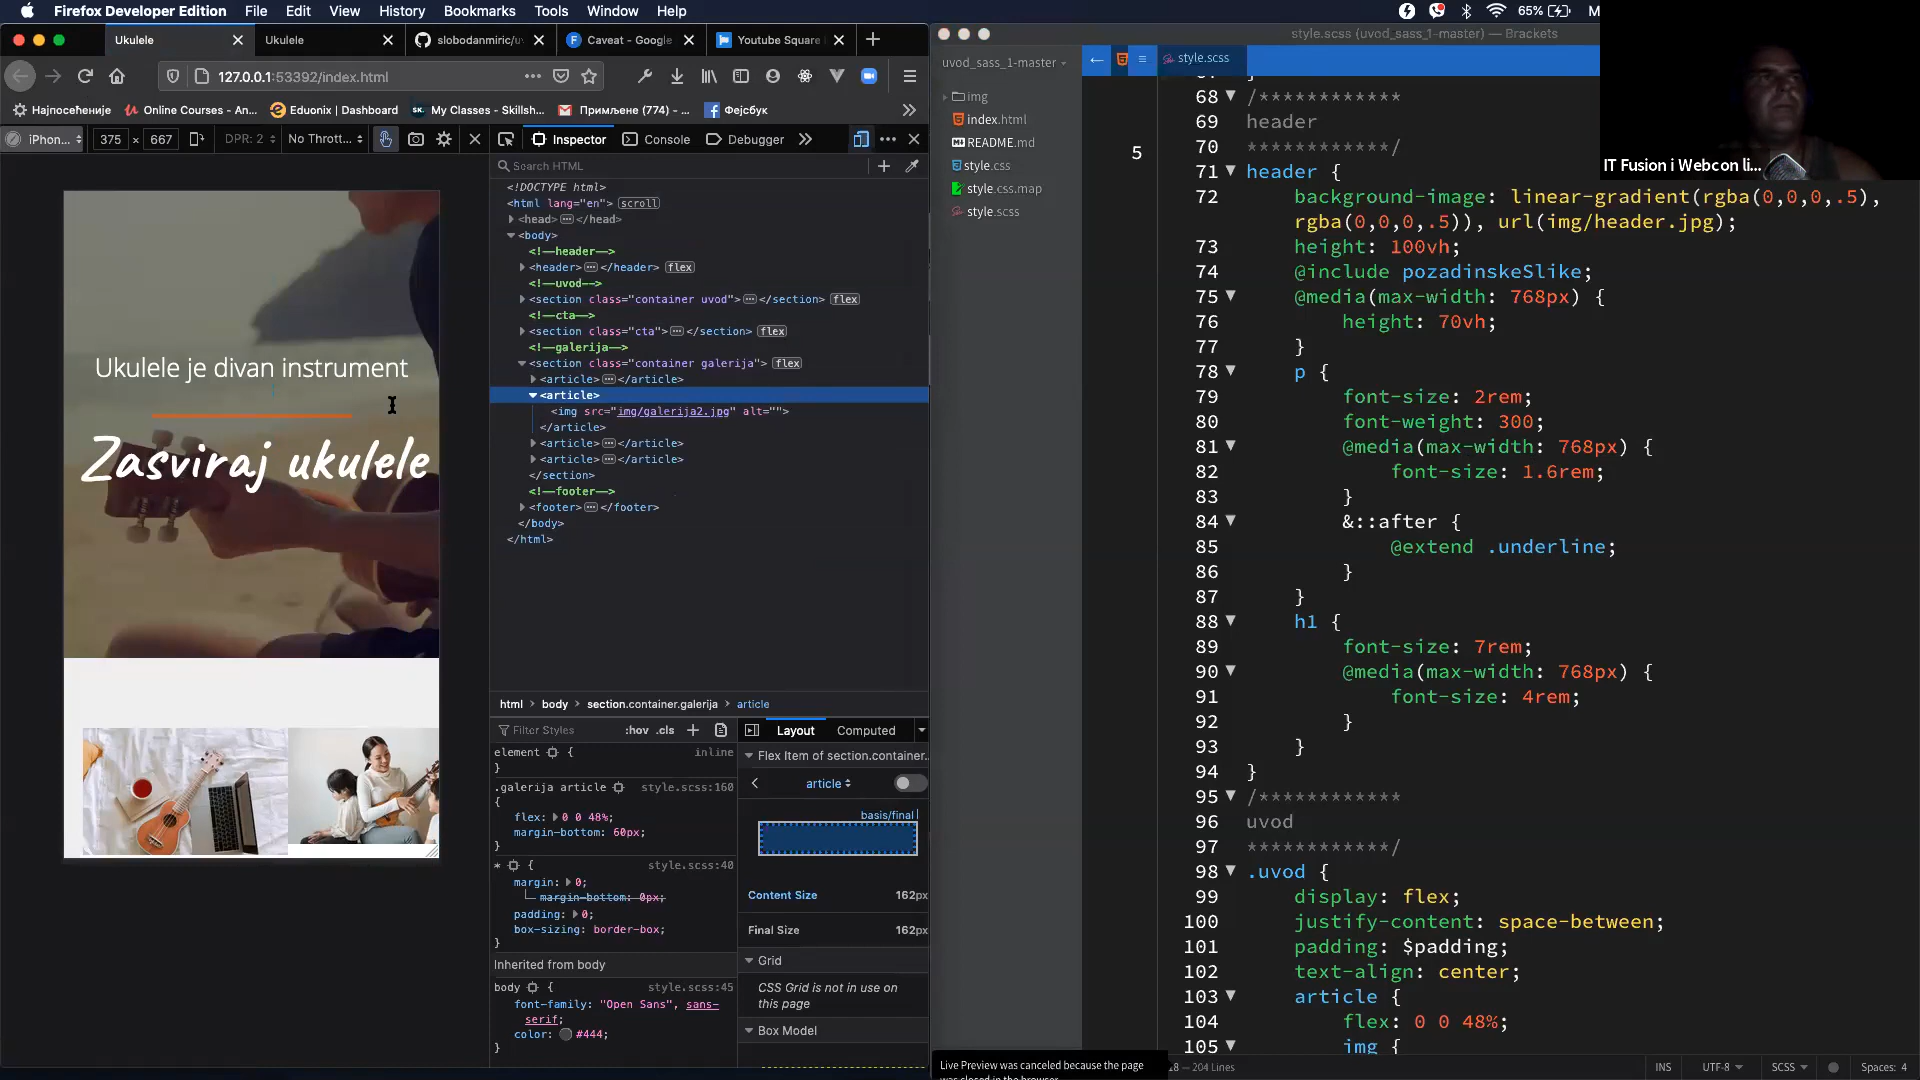 Firefox Developer Edition File Edit View History Bookmarks Tools Window Help
65%
Ukulele
Ukulele
slobodanmiric/u
Caveat - Google
Youtube Square
127.0.0.1:53392/index.html
Најпосећеније
Online Courses - An...
Eduonix | Dashboard
My Classes - Skillsh...
Примљене (774) - ...
Фејсбук
iPhon...
375 × 667
DPR: 2
No Thrott...
Inspector
Console
Debugger
Search HTML
<!DOCTYPE html>
<html lang="en"> scroll
<head> </head>
<body>
<!--header-->
<header> </header> flex
<!--uvod-->
<section class="container uvod"> </section> flex
<!--cta-->
<section class="cta"> </section> flex
<!--galerija-->
<section class="container galerija"> flex
<article> </article>
<article>
<img src="img/galerija2.jpg" alt="">
</article>
<article> </article>
<article> </article>
</section>
<!--footer-->
<footer> </footer>
</body>
</html>
Ukulele je divan instrument
Zasviraj ukulele
html > body > section.container.galerija > article
Filter Styles
:hov .cls +
element {
inline
}
.galerija article
style.scss:160
{
flex: 0 0 48%;
margin-bottom: 60px;
}
* {
style.scss:40
margin: 0;
margin-bottom: 0px;
padding: 0;
box-sizing: border-box;
}
Inherited from body
body {
style.scss:45
font-family: "Open Sans", sans-
serif;
color: #444;
}
Layout
Computed
Flex Item of section.container...
article
basis/final
Content Size 162px
Final Size 162px
Grid
CSS Grid is not in use on
this page
Box Model
style.scss (uvod_sass_1-master) — Brackets
uvod_sass_1-master
img
index.html
README.md
style.css
style.css.map
style.scss
5
style.scss
68 /************
69 header
70 ************/
71 header {
72 background-image: linear-gradient(rgba(0,0,0,.5),
rgba(0,0,0,.5)), url(img/header.jpg);
73 height: 100vh;
74 @include pozadinskeSlike;
75 @media(max-width: 768px) {
76 height: 70vh;
77 }
78 p {
79 font-size: 2rem;
80 font-weight: 300;
81 @media(max-width: 768px) {
82 font-size: 1.6rem;
83 }
84 &::after {
85 @extend .underline;
86 }
87 }
88 h1 {
89 font-size: 7rem;
90 @media(max-width: 768px) {
91 font-size: 4rem;
92 }
93 }
94 }
95 /************
96 uvod
97 ************/
98 .uvod {
99 display: flex;
100 justify-content: space-between;
101 padding: $padding;
102 text-align: center;
103 article {
104 flex: 0 0 48%;
105 img {
IT Fusion i Webcon li...
Live Preview was canceled because the page
— 204 Lines
INS
UTF-8
SCSS
Spaces: 4